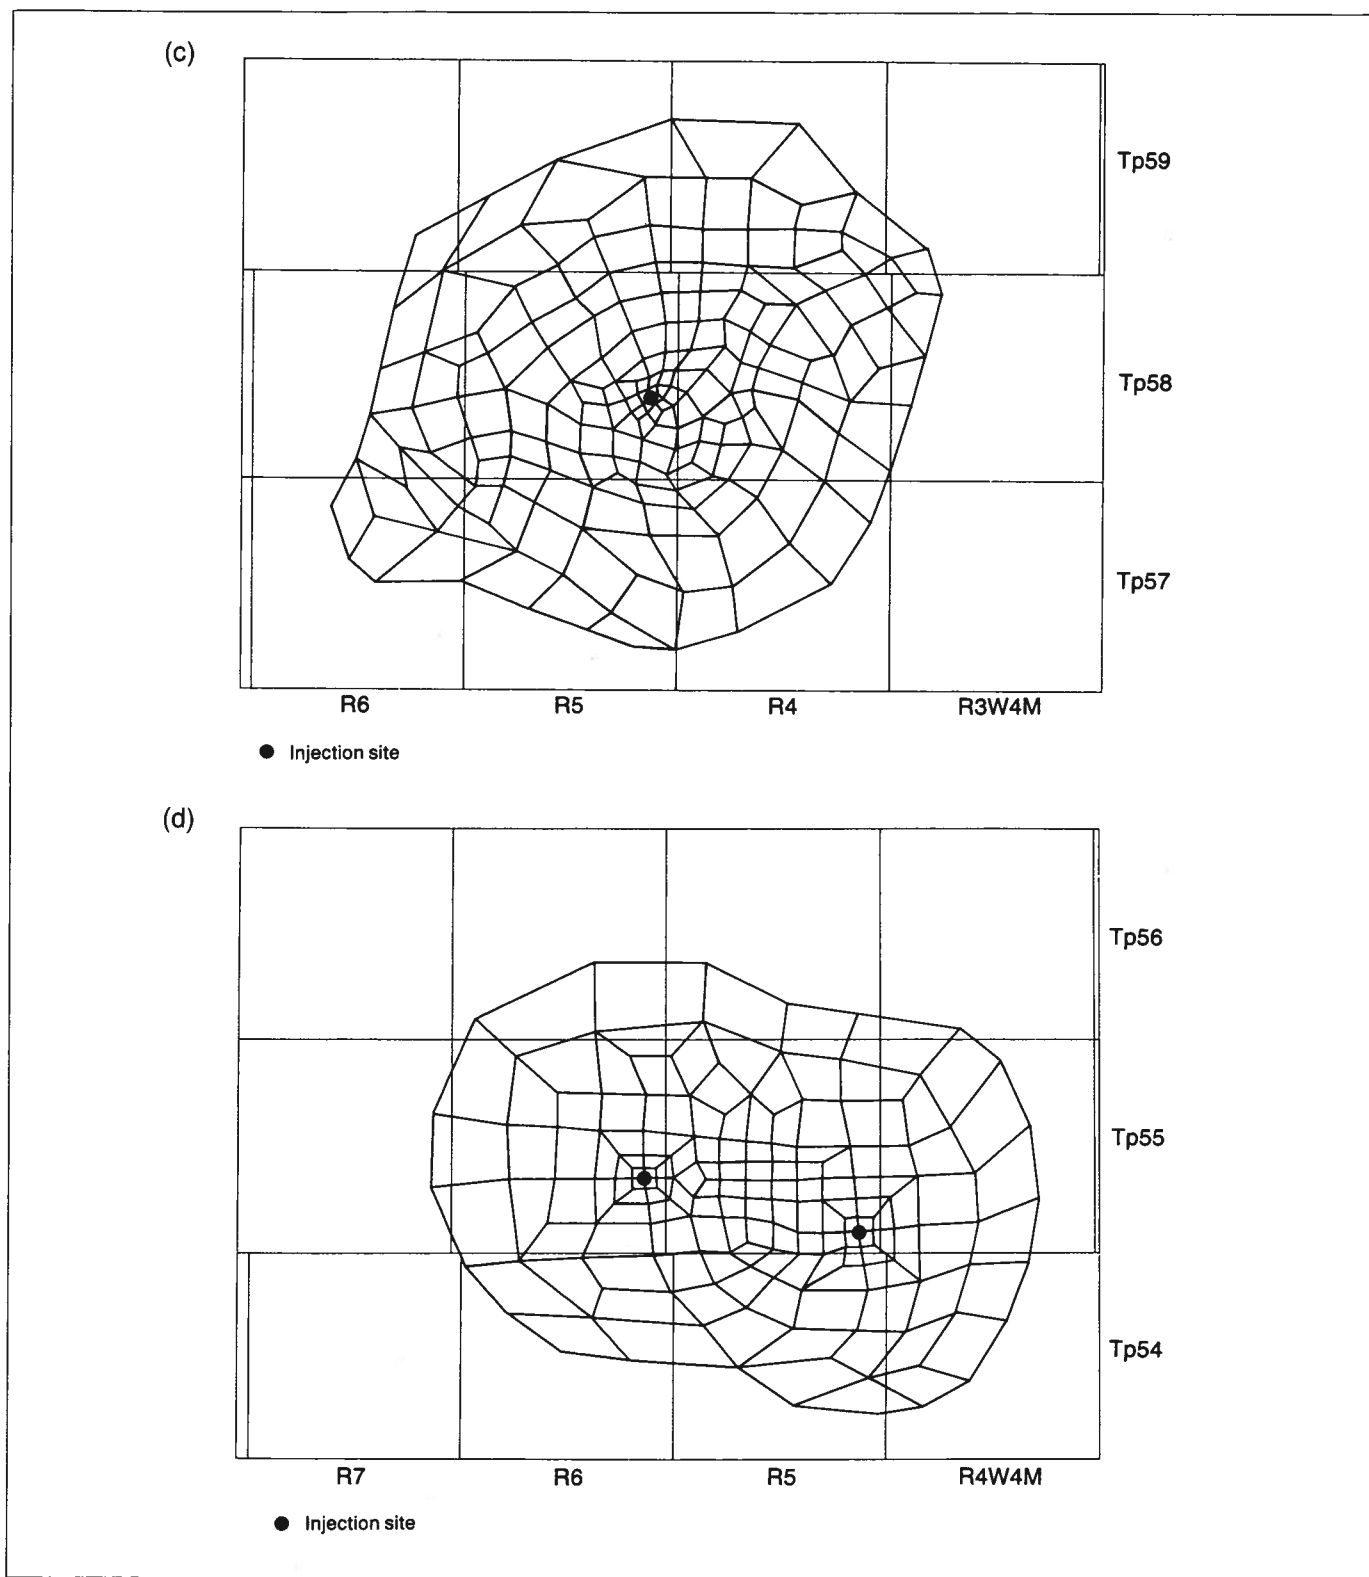 (c)
Tp59
Tp58
Tp57
R6 R5 R4 R3W4M
Injection site
(d)
Tp56
Tp55
Tp54
R7 R6 R5 R4W4M
Injection site